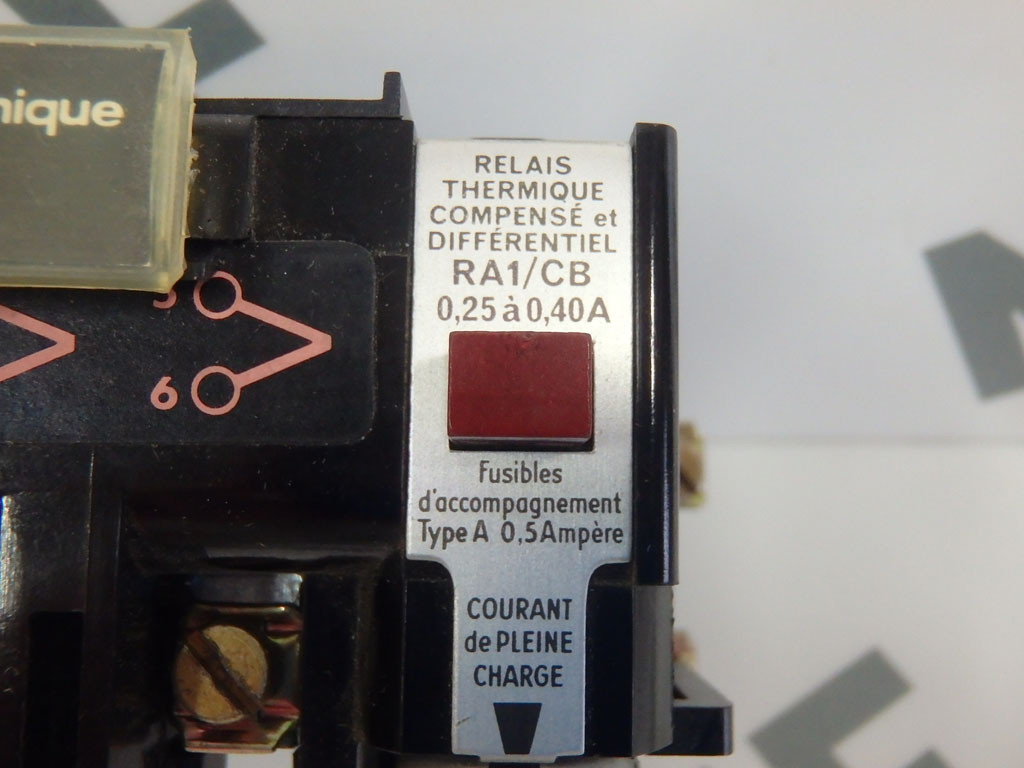 RELAIS
THERMIQUE
COMPENSÉ et
DIFFÉRENTIEL
RA1/CB
0,25 à 0,40A
Fusibles
d'accompagnement
Type A 0,5Ampère
COURANT
de PLEINE
CHARGE
nique
5
6